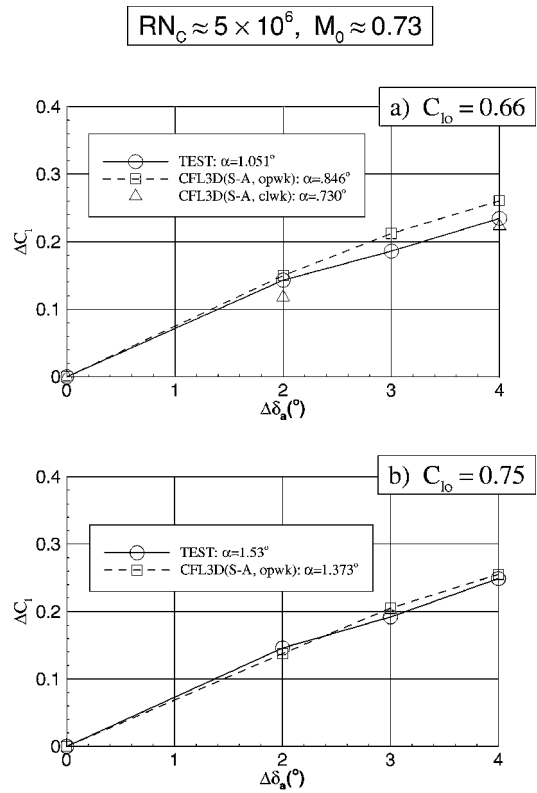 RN_C ≈ 5 × 10^6, M_0 ≈ 0.73
a) C_lo = 0.66
0.4
TEST: α=1.051°
CFL3D(S-A, opwk): α=.846°
CFL3D(S-A, clwk): α=.730°
0.3
ΔC_l
0.2
0.1
0
0 1 2 3 4
Δδ_a(°)
b) C_lo = 0.75
0.4
TEST: α=1.53°
CFL3D(S-A, opwk): α=1.373°
0.3
ΔC_l
0.2
0.1
0
0 1 2 3 4
Δδ_a(°)